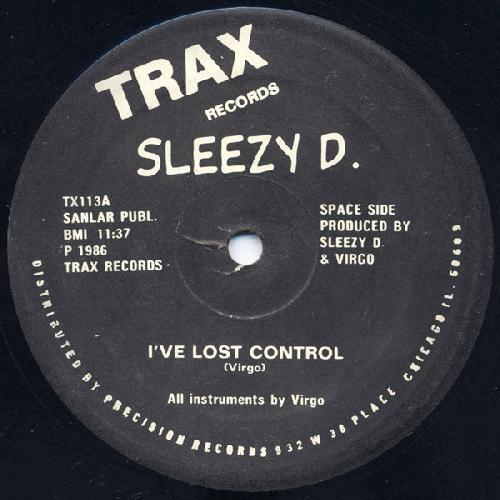 TRAX
RECORDS
SLEEZY D.
TX113A
SANLAR PUBL.
BMI 11:37
P 1986
TRAX RECORDS
SPACE SIDE
PRODUCED BY
SLEEZY D.
& VIRGO
I'VE LOST CONTROL
(Virgo)
All instruments by Virgo
DISTRIBUTED BY PRECISION RECORDS 932 W 38 PLACE CHICAGO IL. 60609